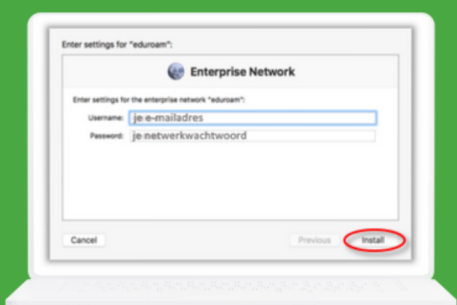 Enter settings for "eduroam":
Enterprise Network
Enter settings for the enterprise network "eduroam":
Username: je e-mailadres
Password: je netwerkwachtwoord
Cancel Previous Install